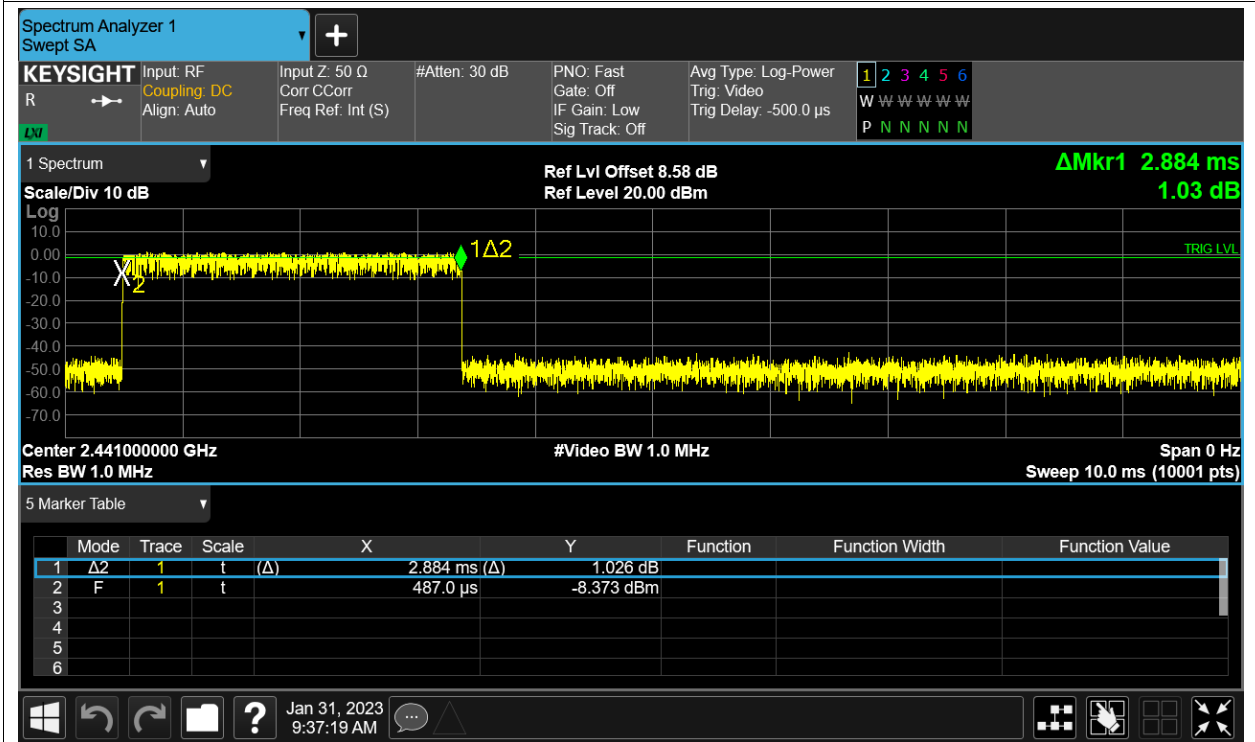 Spectrum Analyzer 1
Swept SA
+
KEYSIGHT
R
LXI
Input: RF
Coupling: DC
Align: Auto
Input Z: 50 Ω
Corr CCorr
Freq Ref: Int (S)
#Atten: 30 dB
PNO: Fast
Gate: Off
IF Gain: Low
Sig Track: Off
Avg Type: Log-Power
Trig: Video
Trig Delay: -500.0 µs
1 2 3 4 5 6
W W W W W W
P N N N N N
1 Spectrum
Scale/Div 10 dB
Ref Lvl Offset 8.58 dB
Ref Level 20.00 dBm
ΔMkr1 2.884 ms
1.03 dB
Log
10.0
0.00
-10.0
-20.0
-30.0
-40.0
-50.0
-60.0
-70.0
X2
1Δ2
TRIG LVL
Center 2.441000000 GHz
#Video BW 1.0 MHz
Span 0 Hz
Res BW 1.0 MHz
Sweep 10.0 ms (10001 pts)
5 Marker Table
Mode Trace Scale X Y Function Function Width Function Value
1 Δ2 1 t (Δ) 2.884 ms (Δ) 1.026 dB
2 F 1 t 487.0 µs -8.373 dBm
3
4
5
6
?
Jan 31, 2023
9:37:19 AM